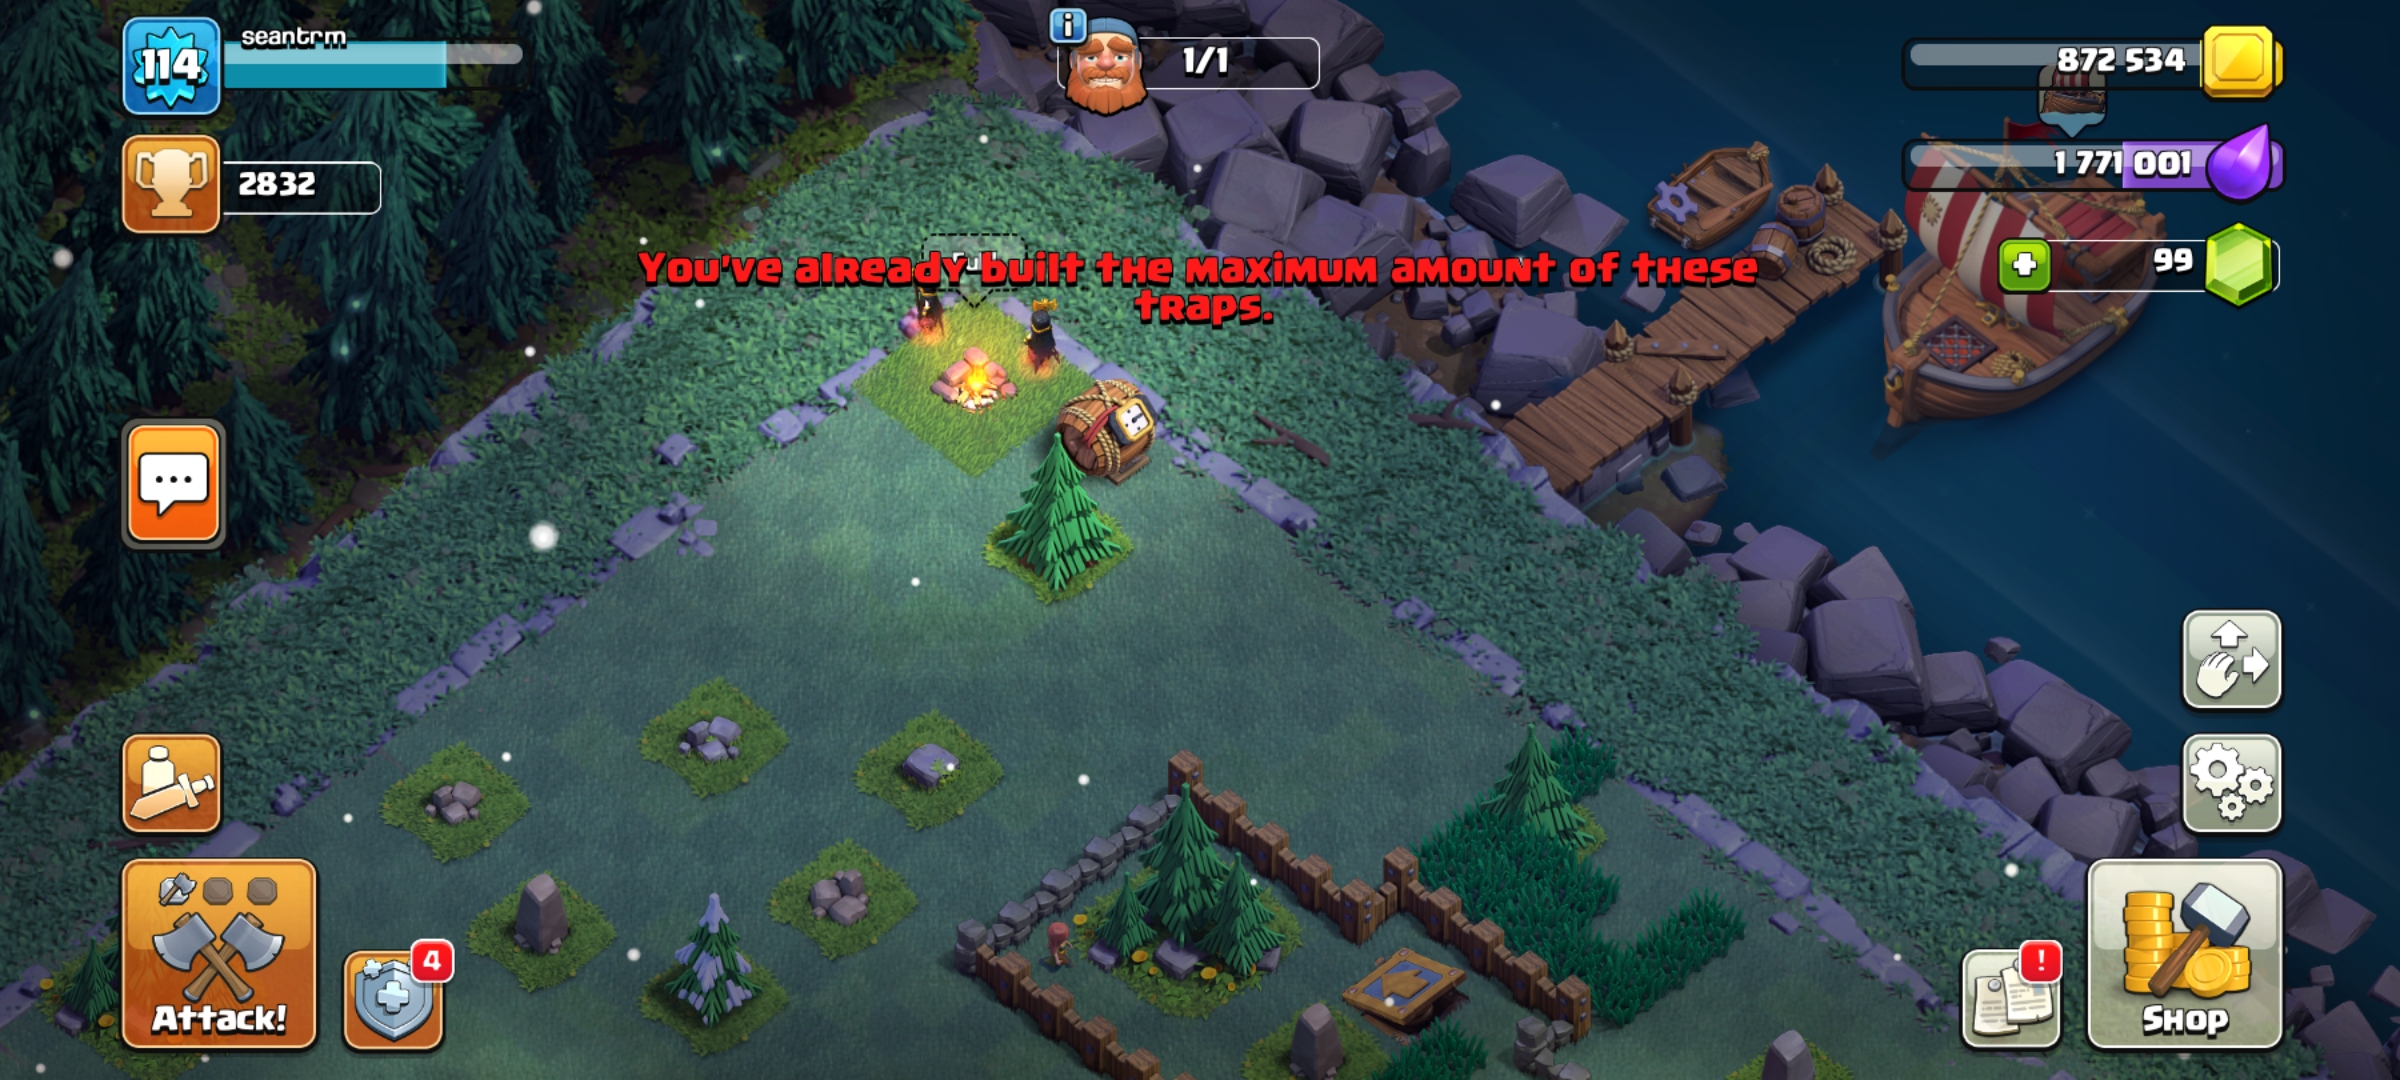 114
seantrm
i
1/1
872 534
2832
1 771 001
99
You've already built the maximum amount of these
traps.
4
Attack!
!
Shop